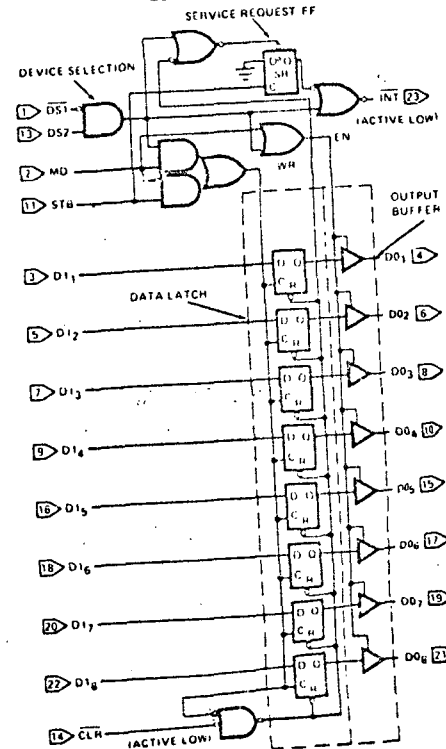 SERVICE REQUEST FF
DEVICE SELECTION
D Q
SR
C
1 DS1
13 DS2
INT 23
(ACTIVE LOW)
2 MD
EN
WR
11 STB
OUTPUT BUFFER
3 DI1
D Q
C R
DO1 4
DATA LATCH
5 DI2
D Q
C R
DO2 6
7 DI3
D Q
C R
DO3 8
9 DI4
D Q
C R
DO4 10
16 DI5
D Q
C R
DO5 15
18 DI6
D Q
C R
DO6 17
20 DI7
D Q
C R
DO7 19
22 DI8
D Q
C R
DO8 21
14 CLR
(ACTIVE LOW)